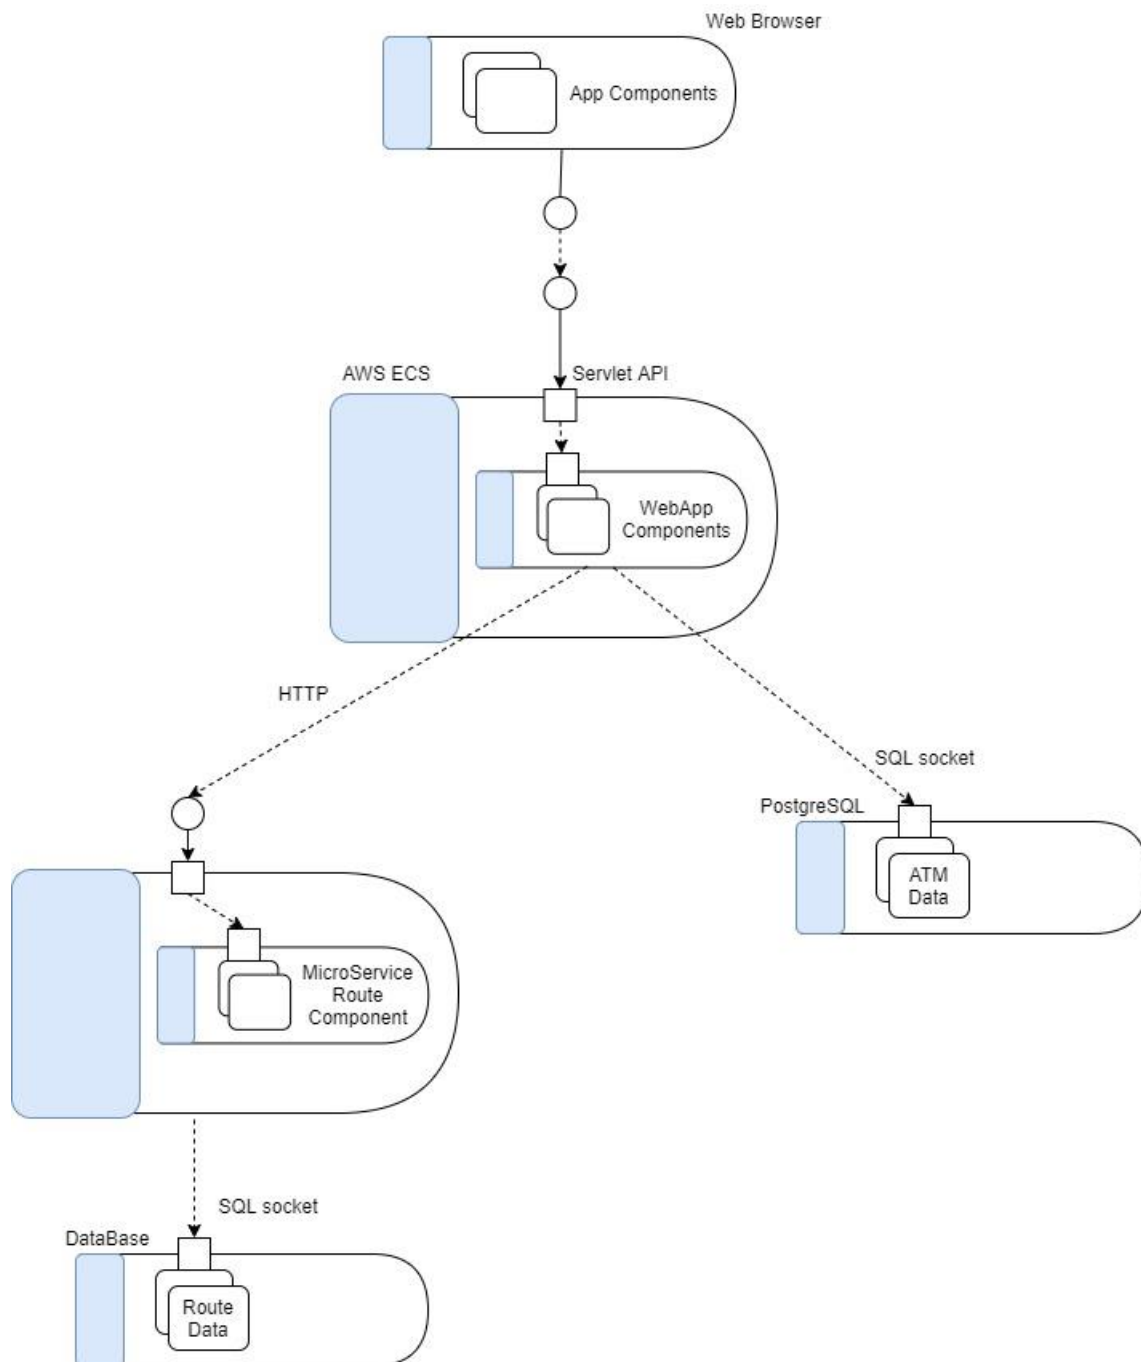 Web Browser
App Components
AWS ECS
Servlet API
WebApp
Components
HTTP
SQL socket
PostgreSQL
ATM
Data
MicroService
Route
Component
SQL socket
DataBase
Route
Data